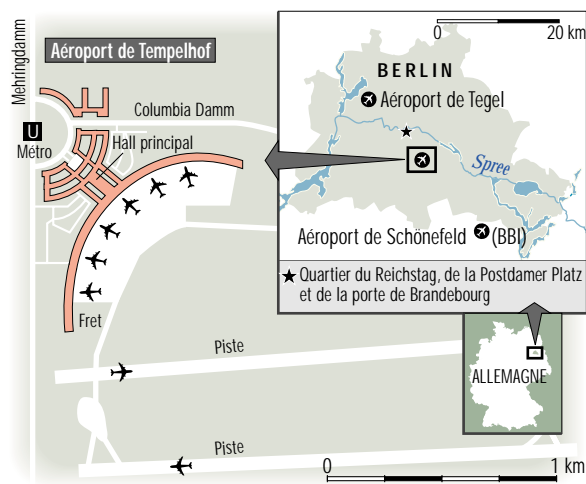 Mehringdamm
Aéroport de Tempelhof
Columbia Damm
U
Métro
Hall principal
Fret
Piste
Piste
0
1 km
0
20 km
BERLIN
Aéroport de Tegel
Spree
Aéroport de Schönefeld (BBI)
Quartier du Reichstag, de la Postdamer Platz
et de la porte de Brandebourg
ALLEMAGNE